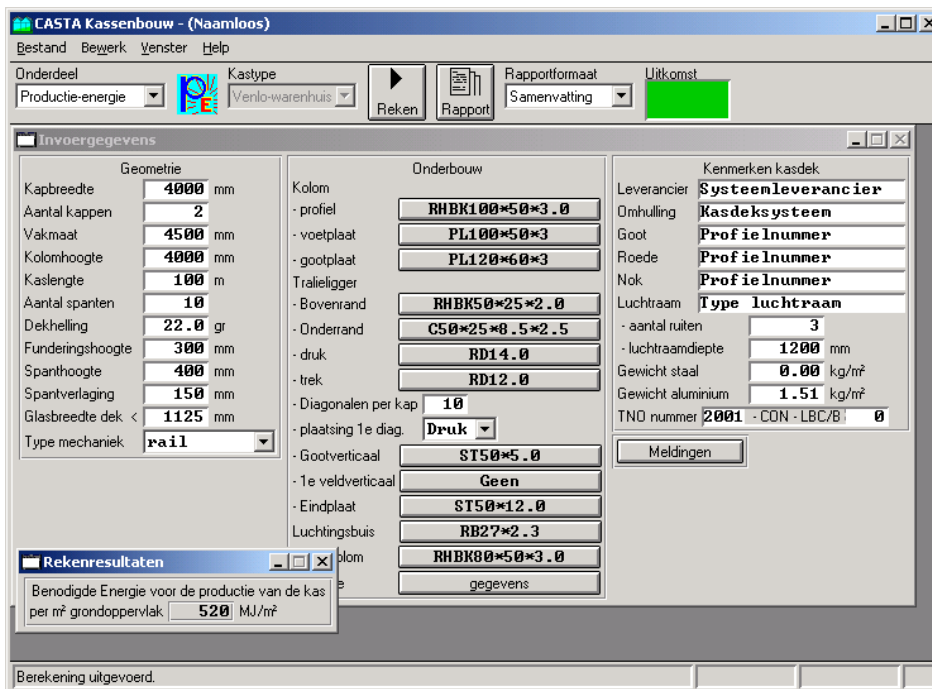 CASTA Kassenbouw - (Naamloos)
Bestand Bewerk Venster Help
Onderdeel
Productie-energie
PE
Kastype
Venlo-warenhuis
Reken
Rapport
Rapportformaat
Samenvatting
Uitkomst
Invoergegevens
Geometrie
Kapbreedte 4000 mm
Aantal kappen 2
Vakmaat 4500 mm
Kolomhoogte 4000 mm
Kaslengte 100 m
Aantal spanten 10
Dekhelling 22.0 gr
Funderingshoogte 300 mm
Spanthoogte 400 mm
Spantverlaging 150 mm
Glasbreedte dek < 1125 mm
Type mechaniek rail
Onderbouw
Kolom
- profiel RHBK100*50*3.0
- voetplaat PL100*50*3
- gootplaat PL120*60*3
Tralieligger
- Bovenrand RHBK50*25*2.0
- Onderrand C50*25*8.5*2.5
- druk RD14.0
- trek RD12.0
- Diagonalen per kap 10
- plaatsing 1e diag. Druk
- Gootverticaal ST50*5.0
- 1e veldverticaal Geen
- Eindplaat ST50*12.0
Luchtingsbuis RB27*2.3
olom RHBK80*50*3.0
e gegevens
Kenmerken kasdek
Leverancier Systeemleverancier
Omhulling Kasdeksysteem
Goot Profielnummer
Roede Profielnummer
Nok Profielnummer
Luchtraam Type luchtraam
- aantal ruiten 3
- luchtraamdiepte 1200 mm
Gewicht staal 0.00 kg/m²
Gewicht aluminium 1.51 kg/m²
TNO nummer 2001 - CON - LBC/B 0
Meldingen
Rekenresultaten
Benodigde Energie voor de productie van de kas
per m² grondoppervlak 520 MJ/m²
Berekening uitgevoerd.